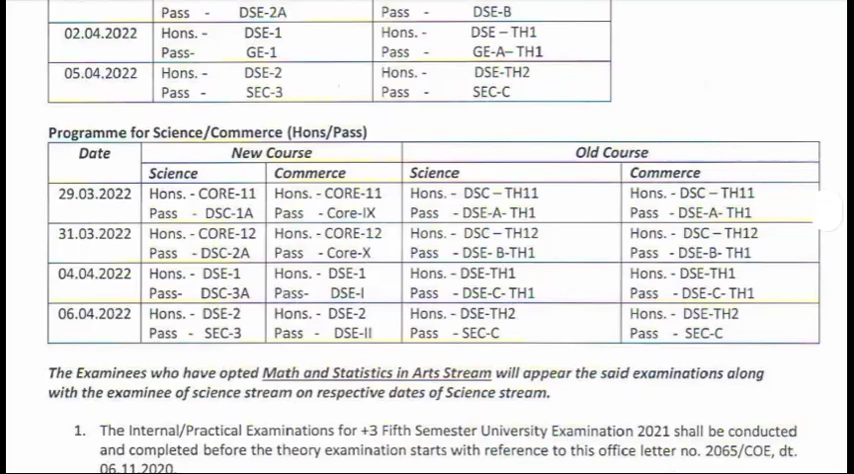 Pass - DSE-2A Pass - DSE-B
02.04.2022 Hons. - DSE-1 Hons. - DSE – TH1
Pass- GE-1 Pass - GE-A– TH1
05.04.2022 Hons. - DSE-2 Hons. - DSE-TH2
Pass - SEC-3 Pass - SEC-C
Programme for Science/Commerce (Hons/Pass)
Date New Course Old Course
Science Commerce Science Commerce
29.03.2022 Hons. - CORE-11 Hons. - CORE-11 Hons. - DSC – TH11 Hons. - DSC – TH11
Pass - DSC-1A Pass - Core-IX Pass - DSE-A- TH1 Pass - DSE-A- TH1
31.03.2022 Hons. - CORE-12 Hons. - CORE-12 Hons. - DSC – TH12 Hons. - DSC – TH12
Pass - DSC-2A Pass - Core-X Pass - DSE- B-TH1 Pass - DSE-B- TH1
04.04.2022 Hons. - DSE-1 Hons. - DSE-1 Hons. - DSE-TH1 Hons. - DSE-TH1
Pass- DSC-3A Pass- DSE-I Pass - DSE-C- TH1 Pass - DSE-C- TH1
06.04.2022 Hons. - DSE-2 Hons. - DSE-2 Hons. - DSE-TH2 Hons. - DSE-TH2
Pass - SEC-3 Pass - DSE-II Pass - SEC-C Pass - SEC-C
The Examinees who have opted Math and Statistics in Arts Stream will appear the said examinations along
with the examinee of science stream on respective dates of Science stream.
1. The Internal/Practical Examinations for +3 Fifth Semester University Examination 2021 shall be conducted
and completed before the theory examination starts with reference to this office letter no. 2065/COE, dt.
06.11.2020.